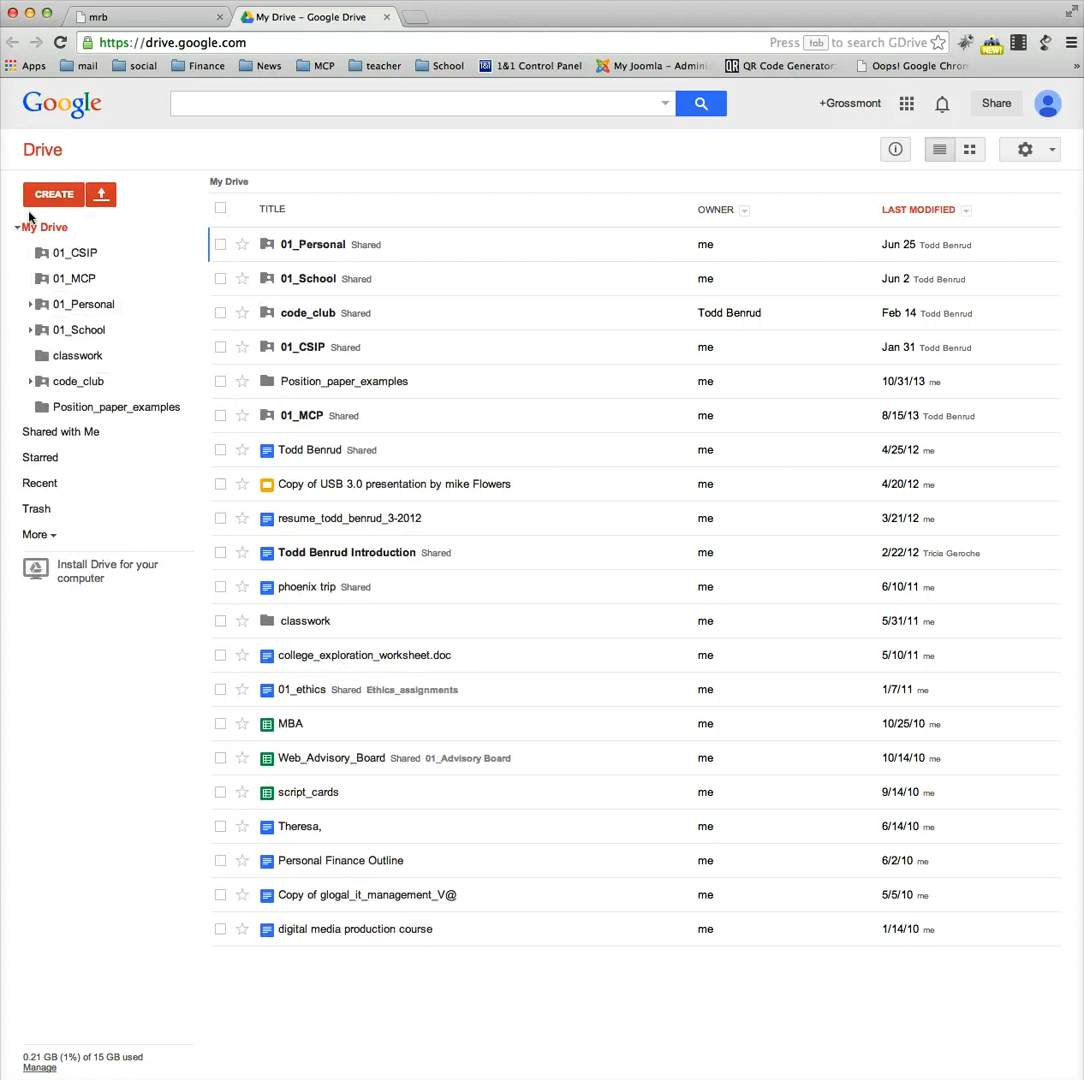 mrb
My Drive – Google Drive
https://drive.google.com
Press tab to search GDrive
NEW!
Apps mail social Finance News MCP teacher School 1&1 Control Panel My Joomla – Admini QR Code Generator Oops! Google Chro »
Google
+Grossmont Share
Drive
CREATE
My Drive
01_CSIP
01_MCP
01_Personal
01_School
classwork
code_club
Position_paper_examples
Shared with Me
Starred
Recent
Trash
More
Install Drive for your
computer
0.21 GB (1%) of 15 GB used
Manage
My Drive
TITLE OWNER LAST MODIFIED
01_Personal Shared me Jun 25 Todd Benrud
01_School Shared me Jun 2 Todd Benrud
code_club Shared Todd Benrud Feb 14 Todd Benrud
01_CSIP Shared me Jan 31 Todd Benrud
Position_paper_examples me 10/31/13 me
01_MCP Shared me 8/15/13 Todd Benrud
Todd Benrud Shared me 4/25/12 me
Copy of USB 3.0 presentation by mike Flowers me 4/20/12 me
resume_todd_benrud_3-2012 me 3/21/12 me
Todd Benrud Introduction Shared me 2/22/12 Tricia Geroche
phoenix trip Shared me 6/10/11 me
classwork me 5/31/11 me
college_exploration_worksheet.doc me 5/10/11 me
01_ethics Shared Ethics_assignments me 1/7/11 me
MBA me 10/25/10 me
Web_Advisory_Board Shared 01_Advisory Board me 10/14/10 me
script_cards me 9/14/10 me
Theresa, me 6/14/10 me
Personal Finance Outline me 6/2/10 me
Copy of glogal_it_management_V@ me 5/5/10 me
digital media production course me 1/14/10 me